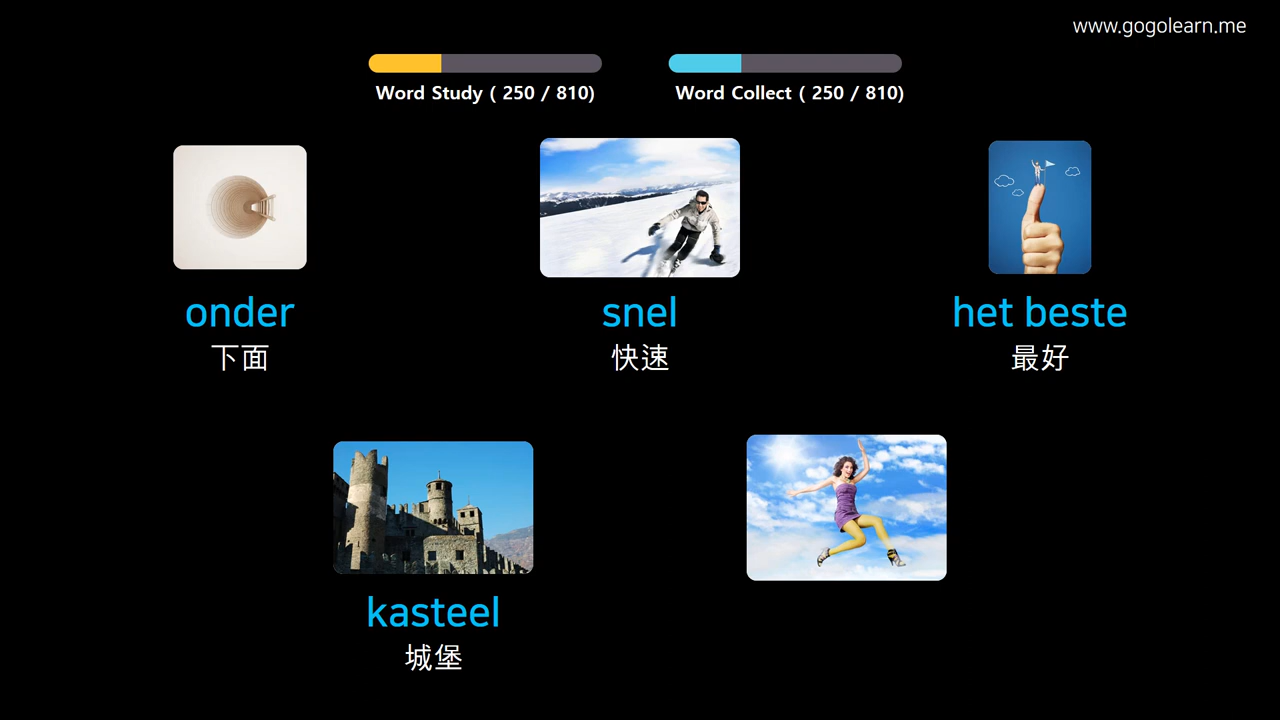 www.gogolearn.me
Word Study ( 250 / 810)
Word Collect ( 250 / 810)
onder
下面
snel
快速
het beste
最好
kasteel
城堡